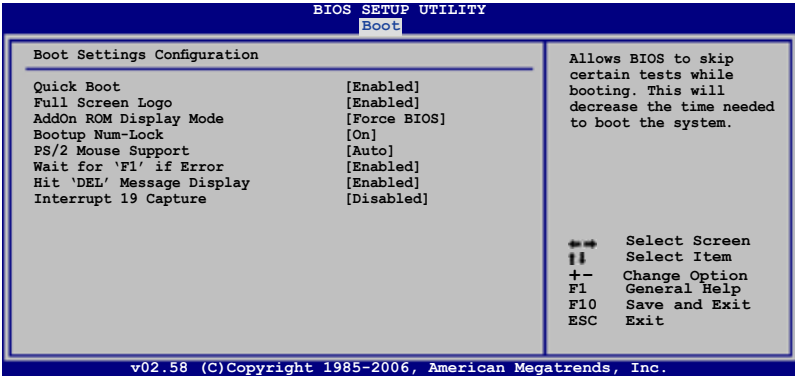 BIOS SETUP UTILITY
Boot
Boot Settings Configuration
Quick Boot [Enabled]
Full Screen Logo [Enabled]
AddOn ROM Display Mode [Force BIOS]
Bootup Num-Lock [On]
PS/2 Mouse Support [Auto]
Wait for ‘F1’ if Error [Enabled]
Hit ‘DEL’ Message Display [Enabled]
Interrupt 19 Capture [Disabled]
Allows BIOS to skip
certain tests while
booting. This will
decrease the time needed
to boot the system.
←→ Select Screen
↑↓ Select Item
+- Change Option
F1 General Help
F10 Save and Exit
ESC Exit
v02.58 (C)Copyright 1985-2006, American Megatrends, Inc.